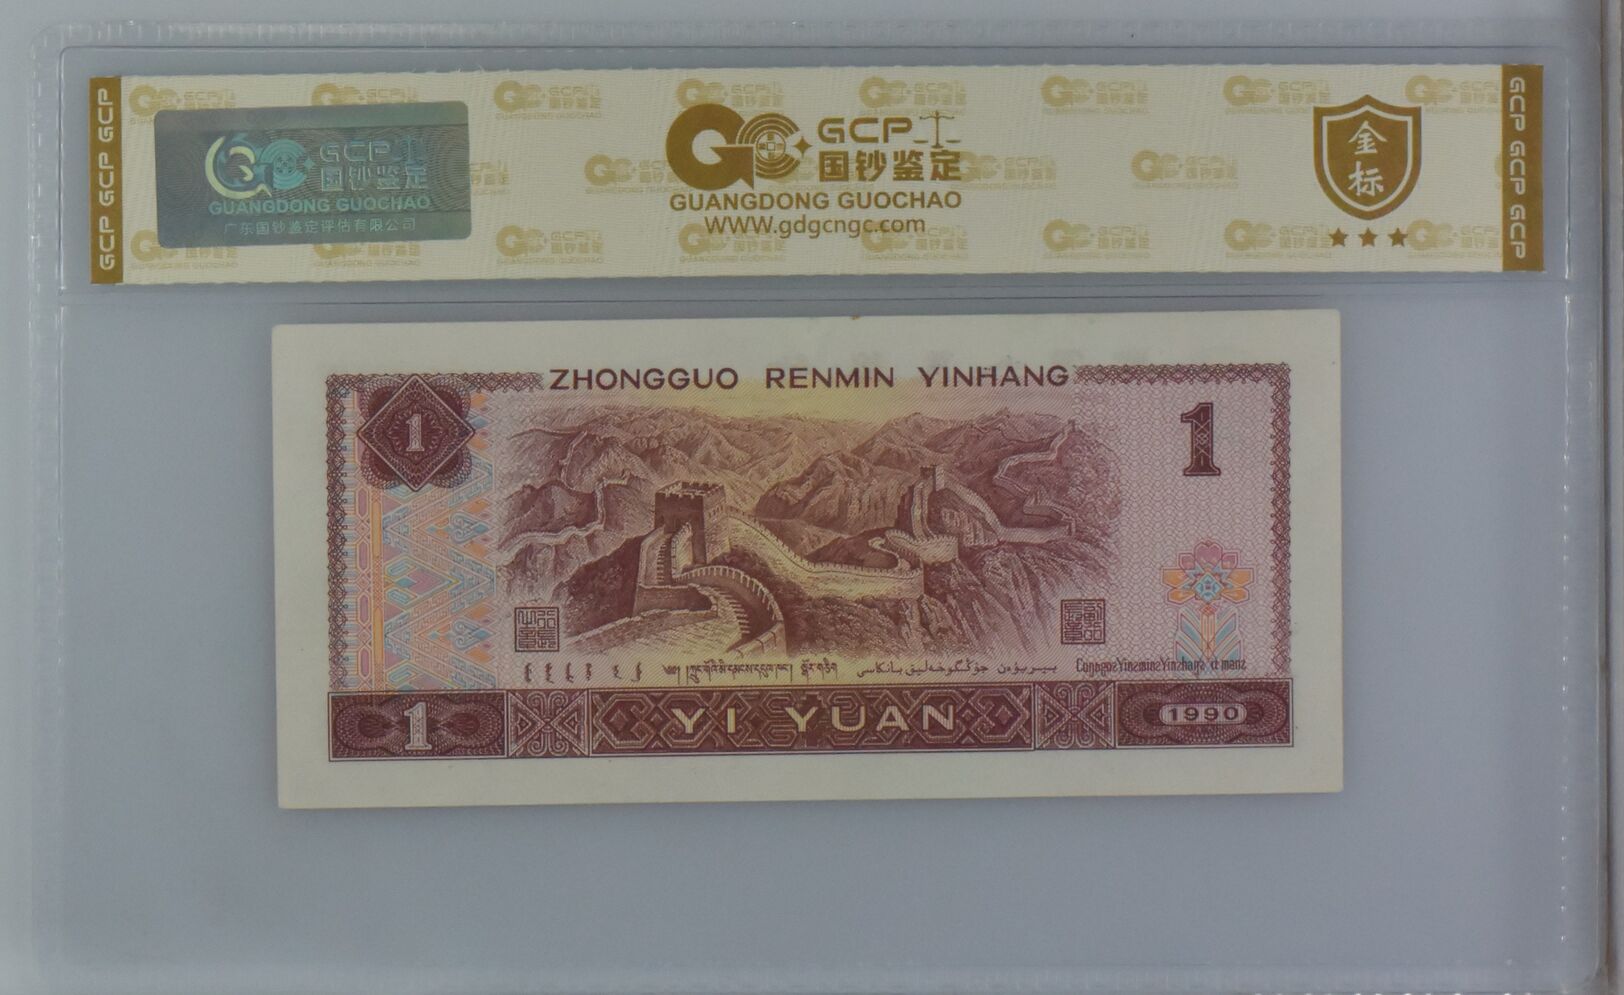 GCP GCP GCP
GCP
国钞鉴定
GUANGDONG GUOCHAO
广东国钞鉴定评估有限公司
GCP
国钞鉴定
GUANGDONG GUOCHAO
WWW.gdgcngc.com
金标
GCP GCP GCP
ZHONGGUO RENMIN YINHANG
1
1
1
YI YUAN
1990